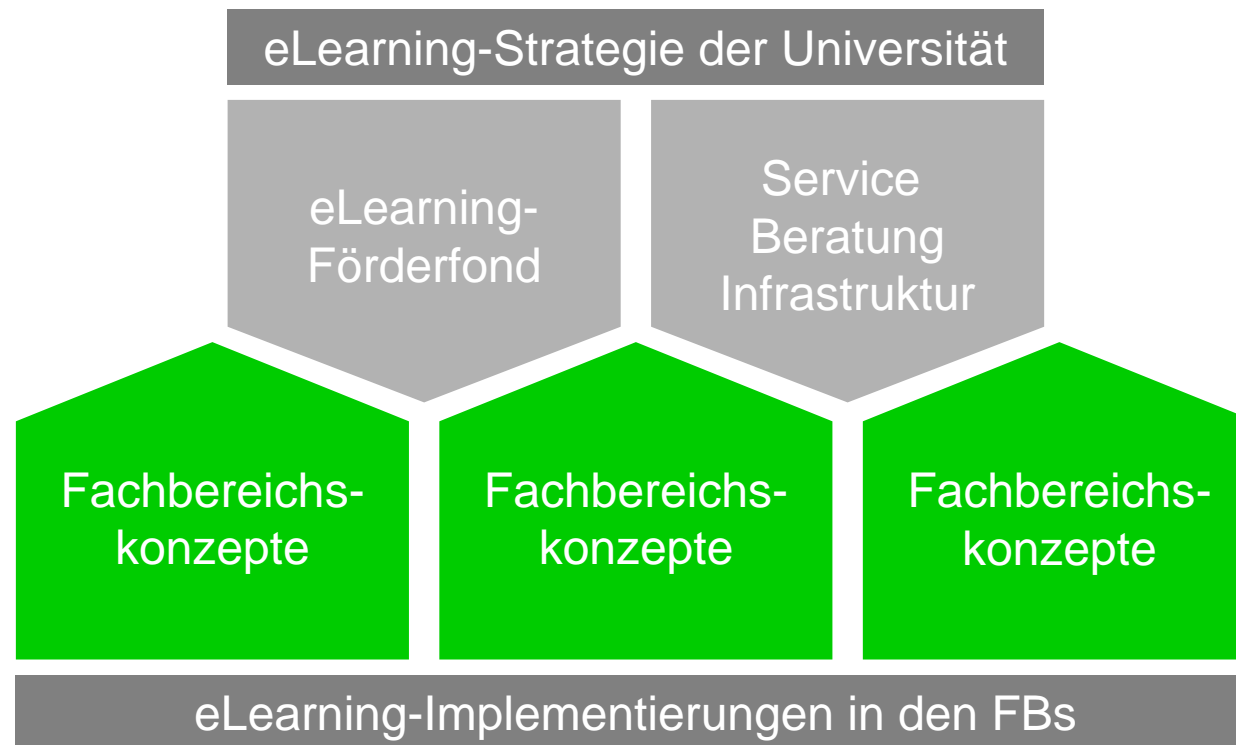 eLearning-Strategie der Universität
eLearning-
Förderfond
Service
Beratung
Infrastruktur
Fachbereichs-
konzepte
Fachbereichs-
konzepte
Fachbereichs-
konzepte
eLearning-Implementierungen in den FBs